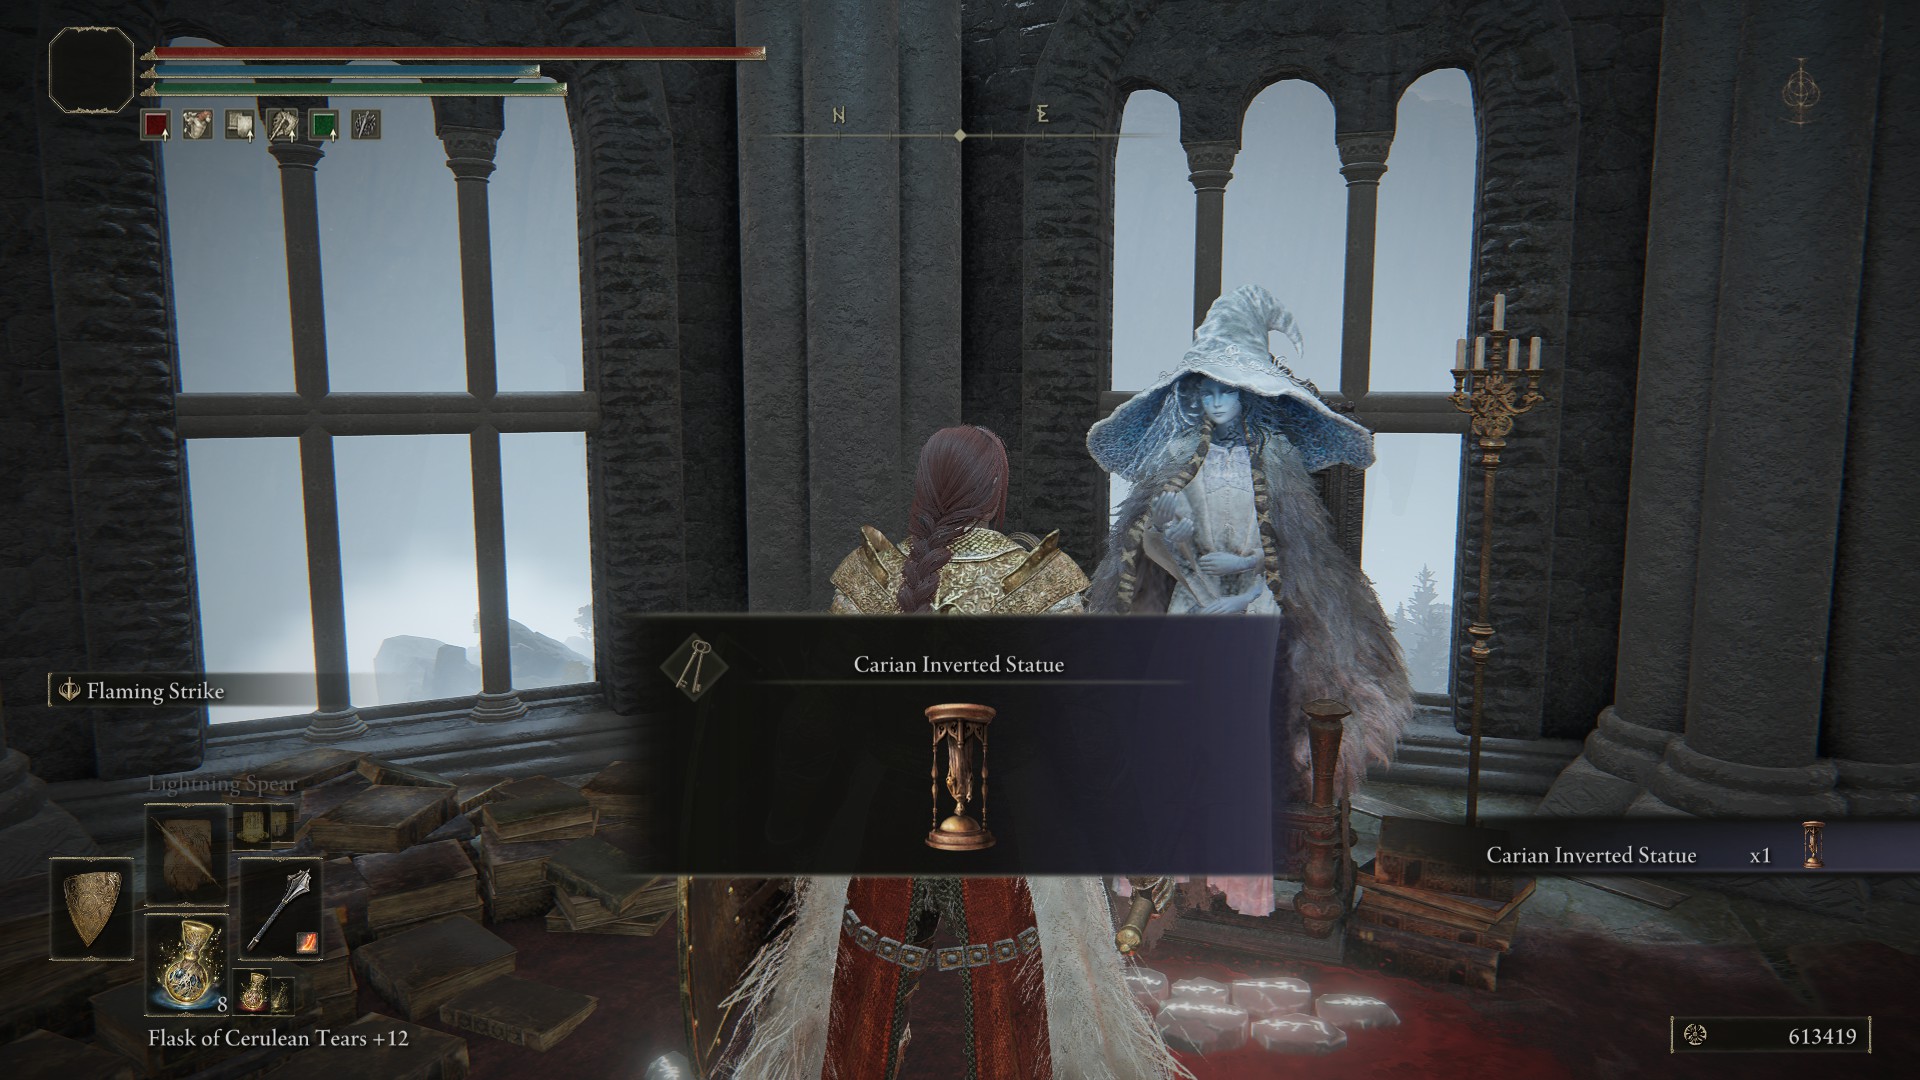 N
E
Carian Inverted Statue
Flaming Strike
Lightning Spear
Carian Inverted Statue x1
8
Flask of Cerulean Tears +12
613419